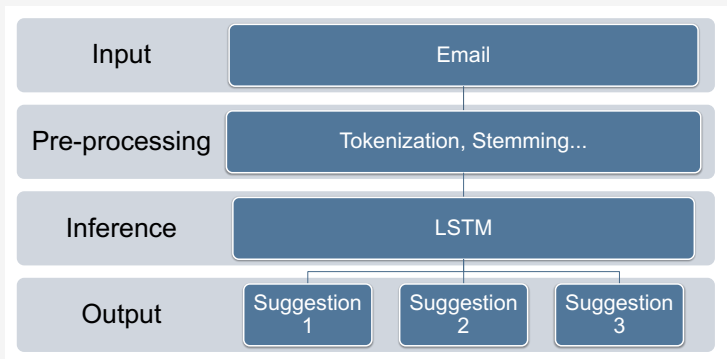 Input
Email
Pre-processing
Tokenization, Stemming...
Inference
LSTM
Output
Suggestion
1
Suggestion
2
Suggestion
3